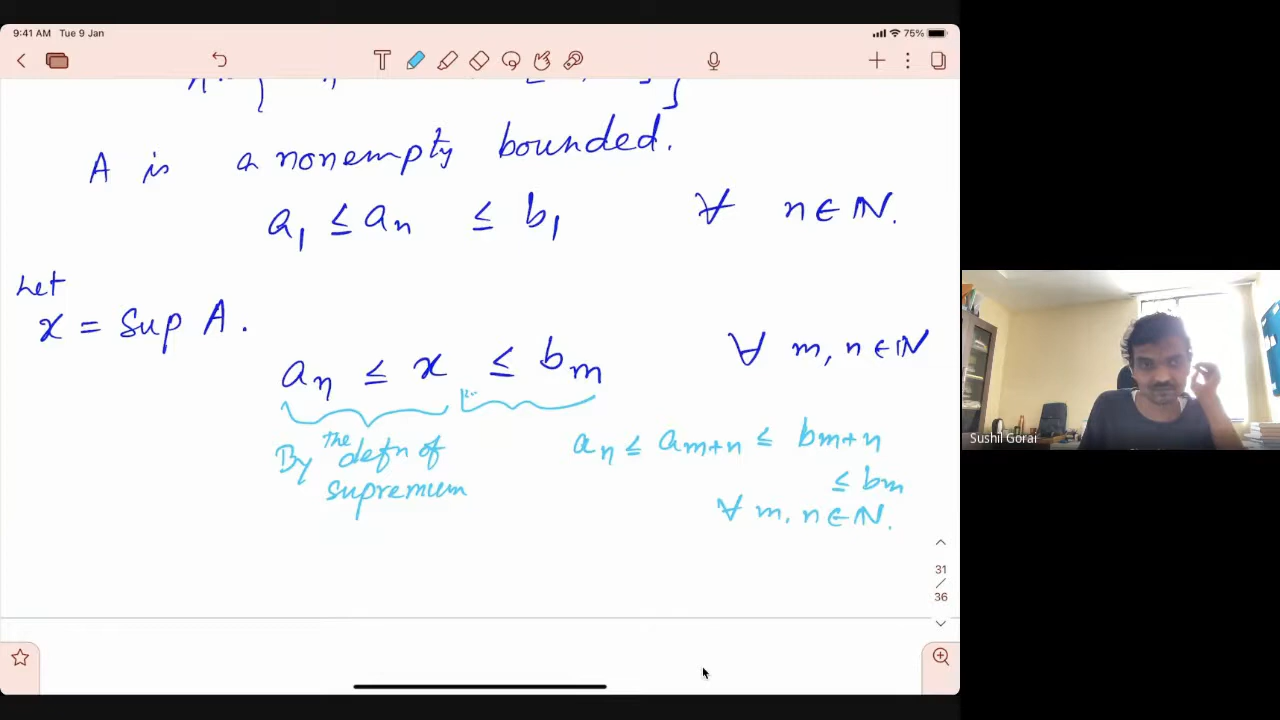 9:41 AM Tue 9 Jan
75%
A is a nonempty bounded.
a₁ ≤ aₙ ≤ b₁ ∀ n ∈ ℕ.
Let
x = Sup A.
aₙ ≤ x ≤ bₘ ∀ m, n ∈ ℕ
By the defn of
supremum
aₙ ≤ aₘ₊ₙ ≤ bₘ₊ₙ
≤ bₘ
∀ m, n ∈ ℕ.
Sushil Gorai
31
/
36